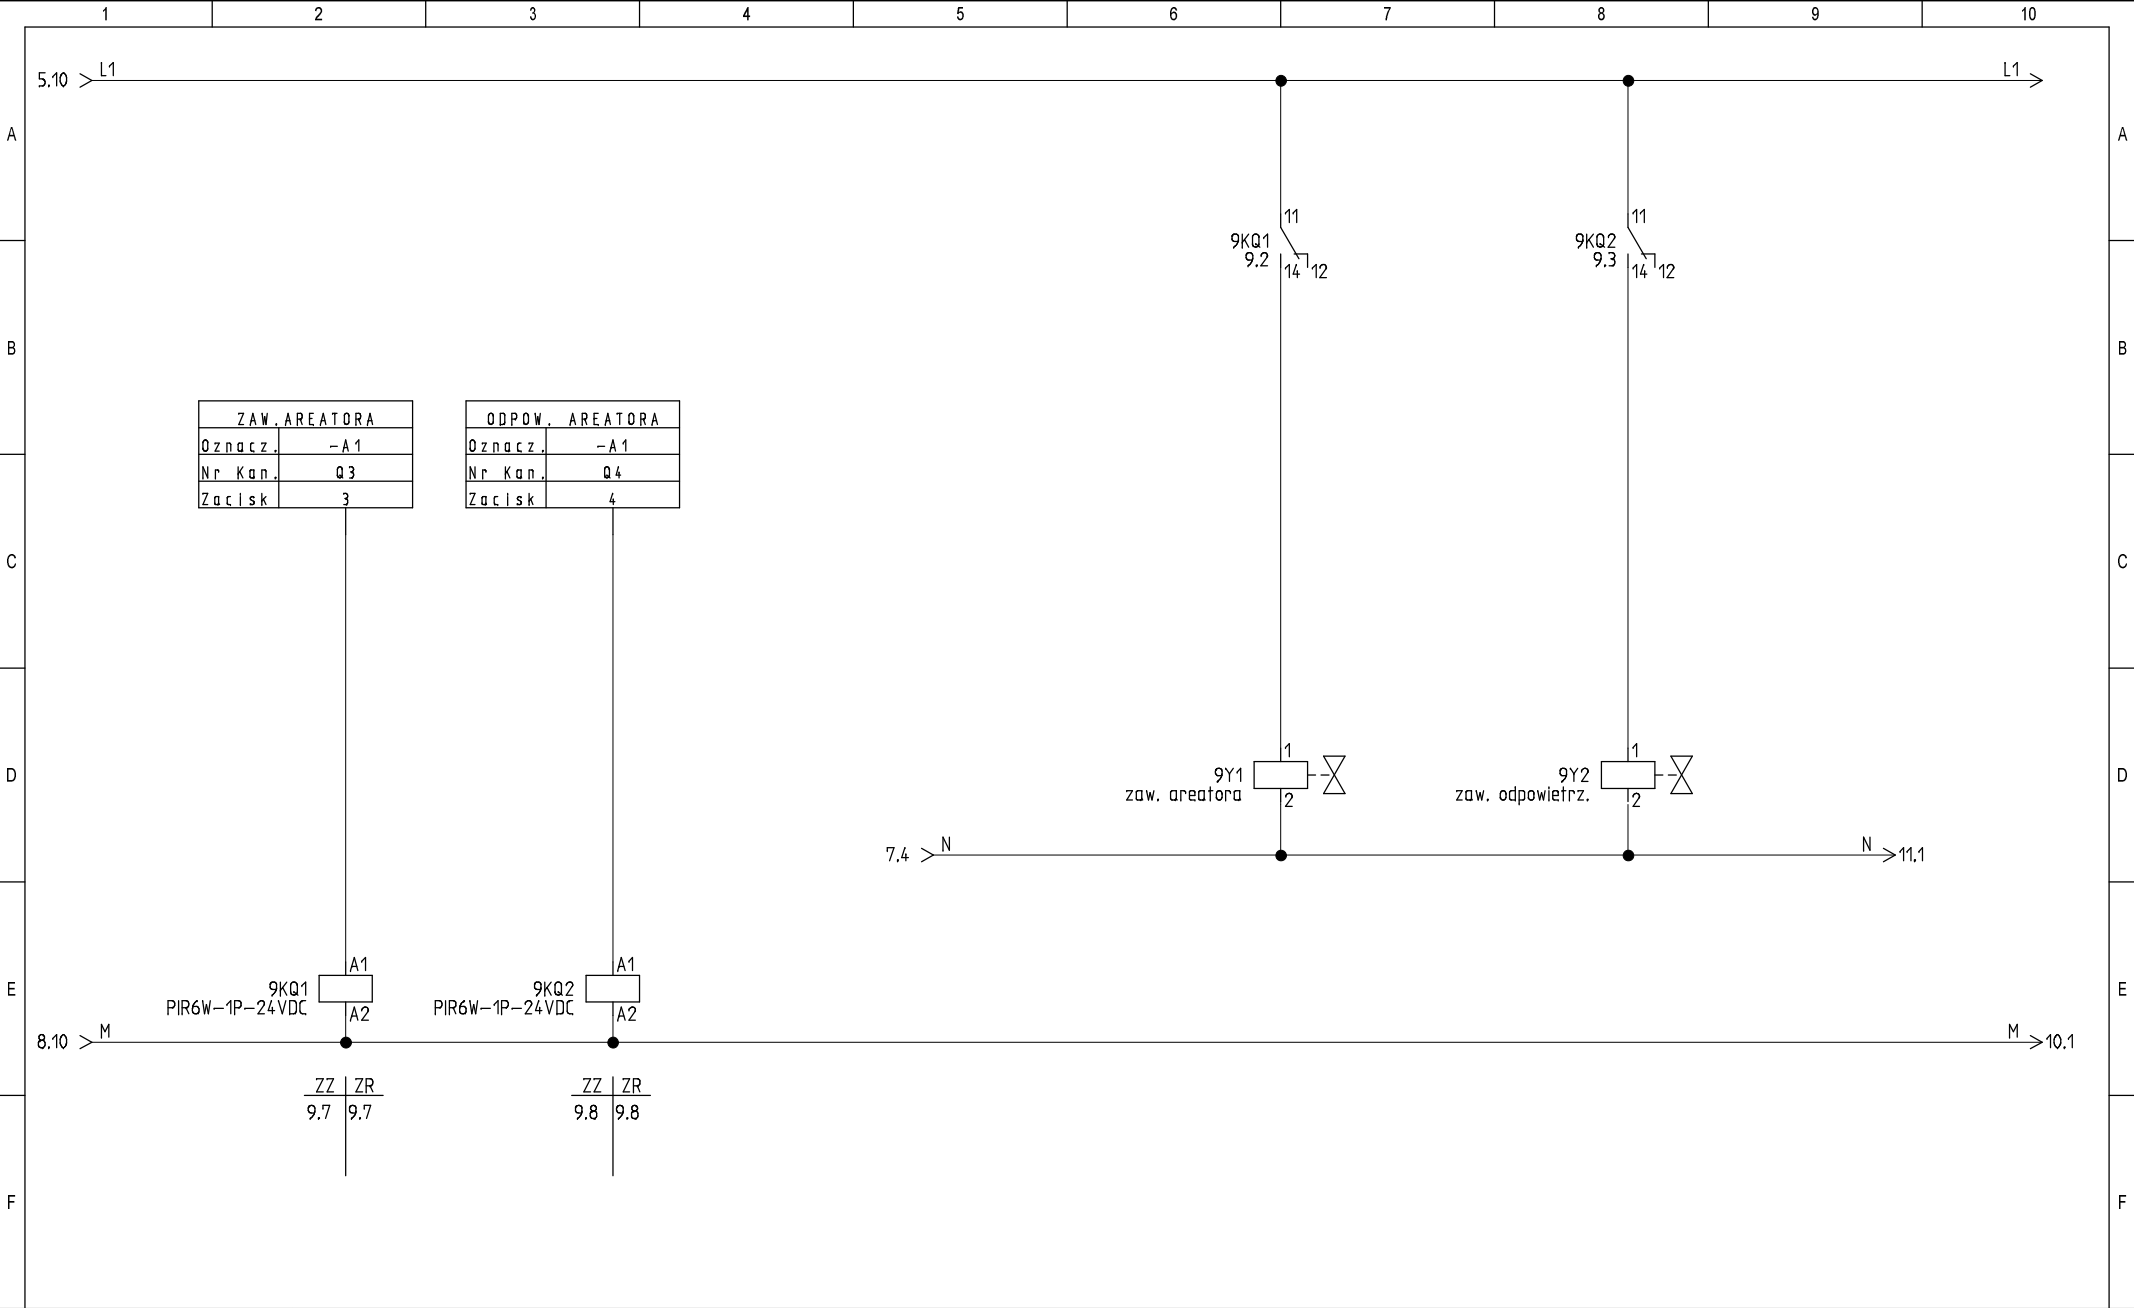 1 2 3 4 5 6 7 8 9 10
5.10 L1 L1
A A
11 11
9KQ1 9KQ2
9.2 9.3
14 12 14 12
B B
ZAW.AREATORA ODPOW. AREATORA
Oznacz. -A1 Oznacz. -A1
Nr Kan. Q3 Nr Kan. Q4
Zacisk 3 Zacisk 4
C C
1 1
D 9Y1 9Y2 D
zaw. areatora zaw. odpowietrz.
2 2
7.4 N N 11.1
A1 A1
E 9KQ1 9KQ2 E
PIR6W-1P-24VDC PIR6W-1P-24VDC
A2 A2
8.10 M M 10.1
ZZ ZR ZZ ZR
9.7 9.7 9.8 9.8
F F